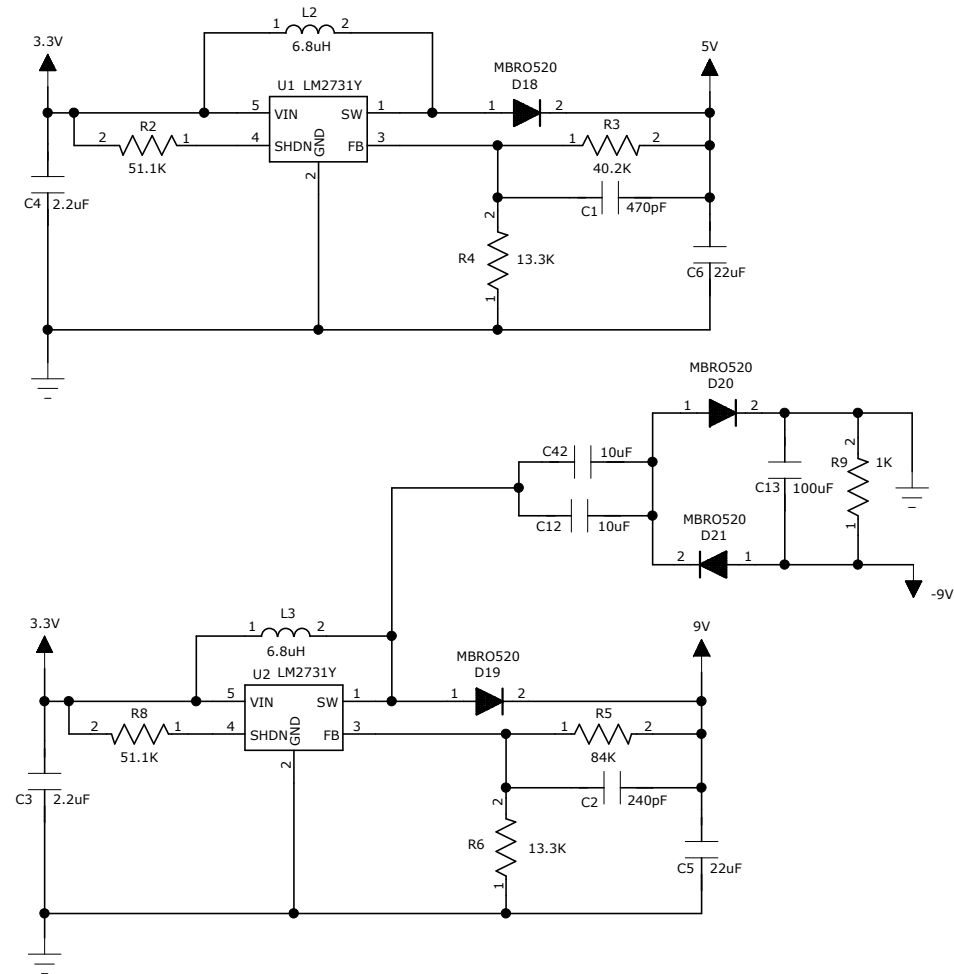 L2
1 2
6.8uH
3.3V
5V
MBRO520
D18
U1 LM2731Y
5 VIN SW 1
1 2
R2
2 1
51.1K
4 SHDN GND FB 3
2
R3
1 2
40.2K
C4 2.2uF
C1 470pF
2
R4 13.3K
1
C6 22uF
MBRO520
D20
1 2
C42 10uF
C12 10uF
C13 100uF
2
R9 1K
1
MBRO520
D21
2 1
-9V
L3
1 2
6.8uH
3.3V
9V
MBRO520
D19
U2 LM2731Y
5 VIN SW 1
1 2
R8
2 1
51.1K
4 SHDN GND FB 3
2
R5
1 2
84K
C3 2.2uF
C2 240pF
2
R6 13.3K
1
C5 22uF